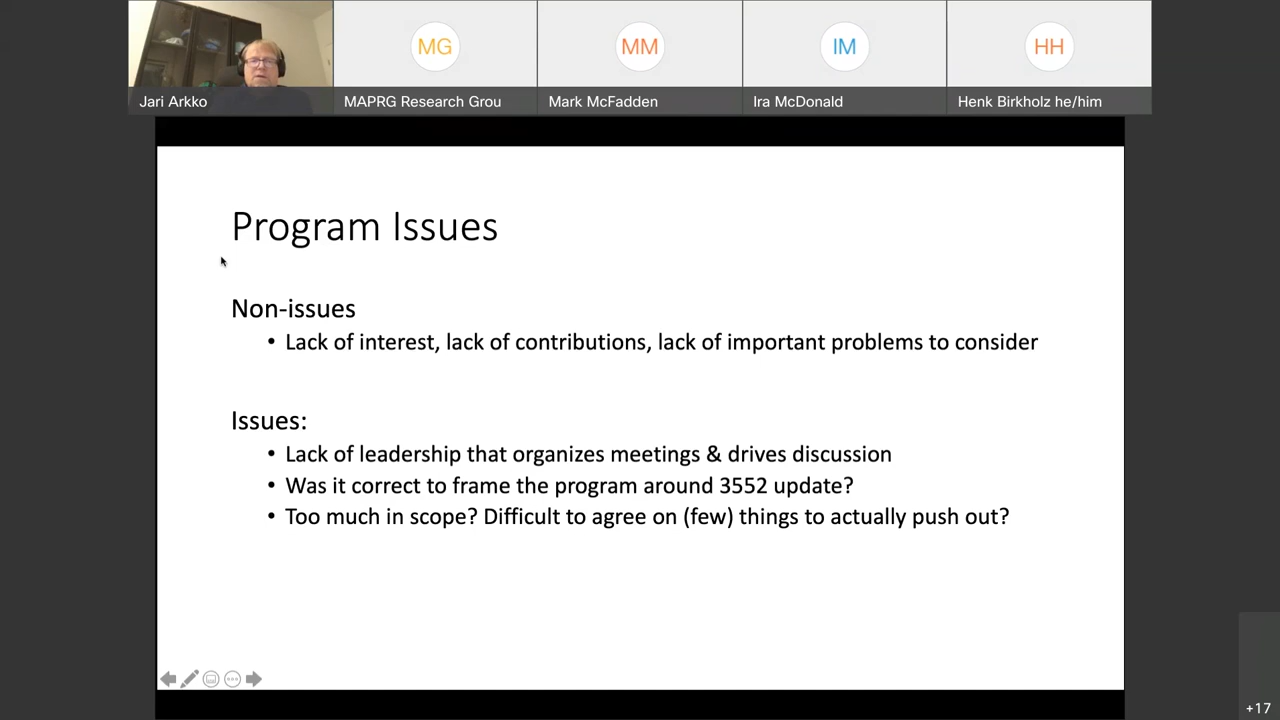 MG
MM
IM
HH
Jari Arkko
MAPRG Research Grou
Mark McFadden
Ira McDonald
Henk Birkholz he/him
Program Issues
Non-issues
• Lack of interest, lack of contributions, lack of important problems to consider
Issues:
• Lack of leadership that organizes meetings & drives discussion
• Was it correct to frame the program around 3552 update?
• Too much in scope? Difficult to agree on (few) things to actually push out?
+17